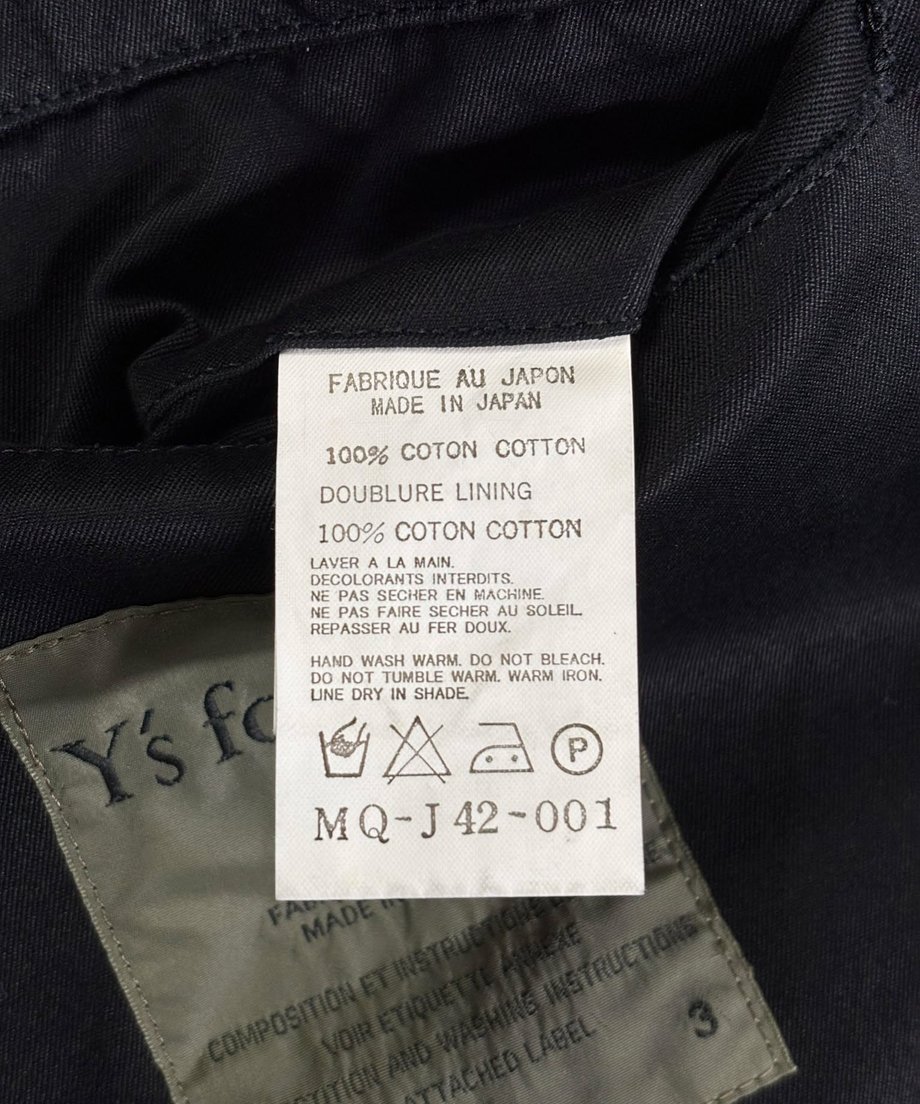 FABRIQUE AU JAPON
MADE IN JAPAN
100% COTON COTTON
DOUBLURE LINING
100% COTON COTTON
LAVER A LA MAIN.
DECOLORANTS INTERDITS.
NE PAS SECHER EN MACHINE.
NE PAS FAIRE SECHER AU SOLEIL.
REPASSER AU FER DOUX.
HAND WASH WARM. DO NOT BLEACH.
DO NOT TUMBLE WARM. WARM IRON.
LINE DRY IN SHADE.
P
MQ-J42-001
Y's
MADE IN
COMPOSITION ET INSTRUCTIONS
VOIR ETIQUETTE ANNEXE
AND WASHING INSTRUCTIONS
ATTACHED LABEL
3